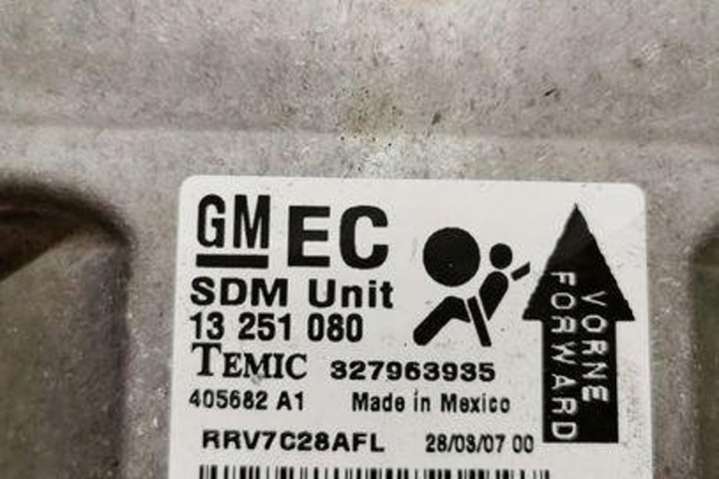 GM EC
SDM Unit
13 251 080
TEMIC 327963935
405682 A1 Made in Mexico
RRV7C28AFL 28/03/07 00
VORNE
FORWARD